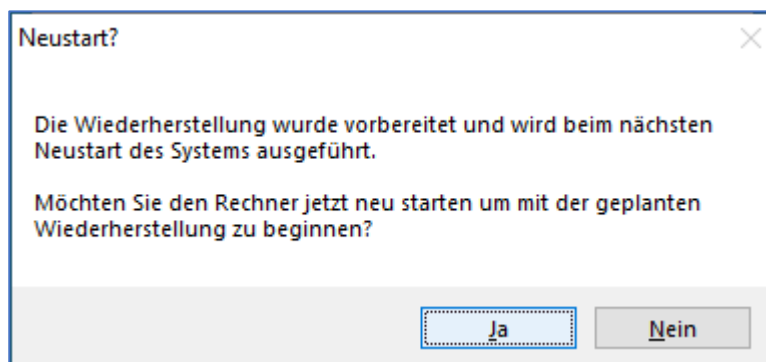 Neustart?
Die Wiederherstellung wurde vorbereitet und wird beim nächsten
Neustart des Systems ausgeführt.
Möchten Sie den Rechner jetzt neu starten um mit der geplanten
Wiederherstellung zu beginnen?
Ja
Nein